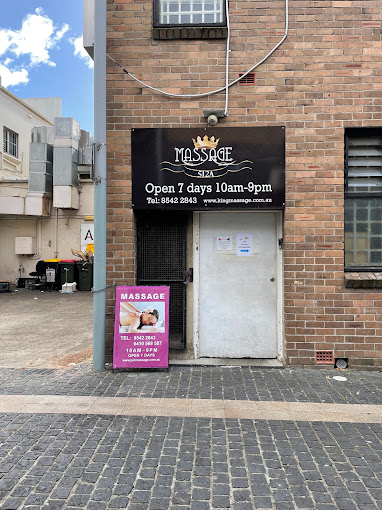 MASSAGE
512A
Open 7 days 10am-9pm
Tel: 8542 2843 www.kingmassage.com.au
A
MASSAGE
TEL: 8542 2843
10AM - 9PM
OPEN 7 DAYS